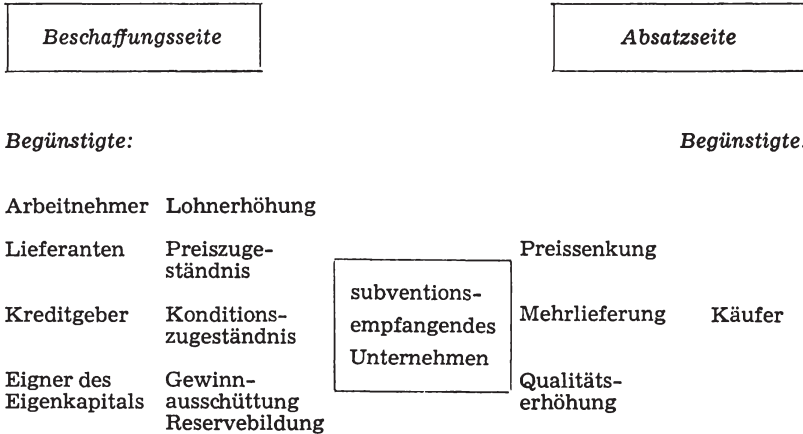 Beschaffungsseite Absatzseite
Begünstigte: Begünstigte:
Arbeitnehmer Lohnerhöhung
Lieferanten Preiszuge-
ständnis
Preissenkung
subventions-
empfangendes
Unternehmen
Kreditgeber Konditions-
zugeständnis
Mehrlieferung Käufer
Eigner des
Eigenkapitals
Gewinn-
ausschüttung
Reservebildung
Qualitäts-
erhöhung